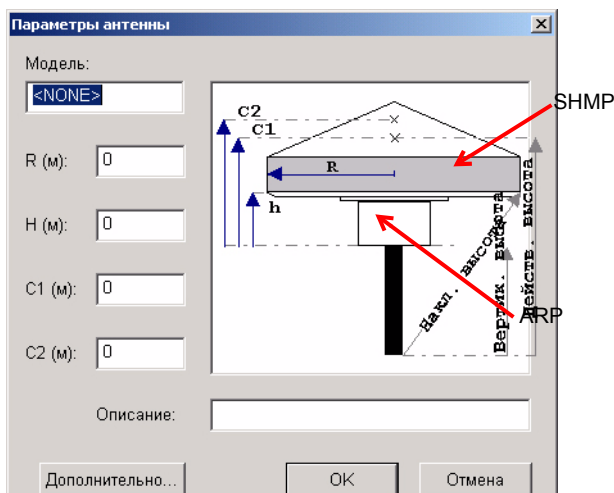 Параметры антенны
Модель:
<NONE>
R (м):
0
H (м):
0
C1 (м):
0
C2 (м):
0
C2
C1
R
h
SHMP
ARP
Накл. высота
Вертик. высота
Действ. высота
Описание:
Дополнительно...
OK
Отмена